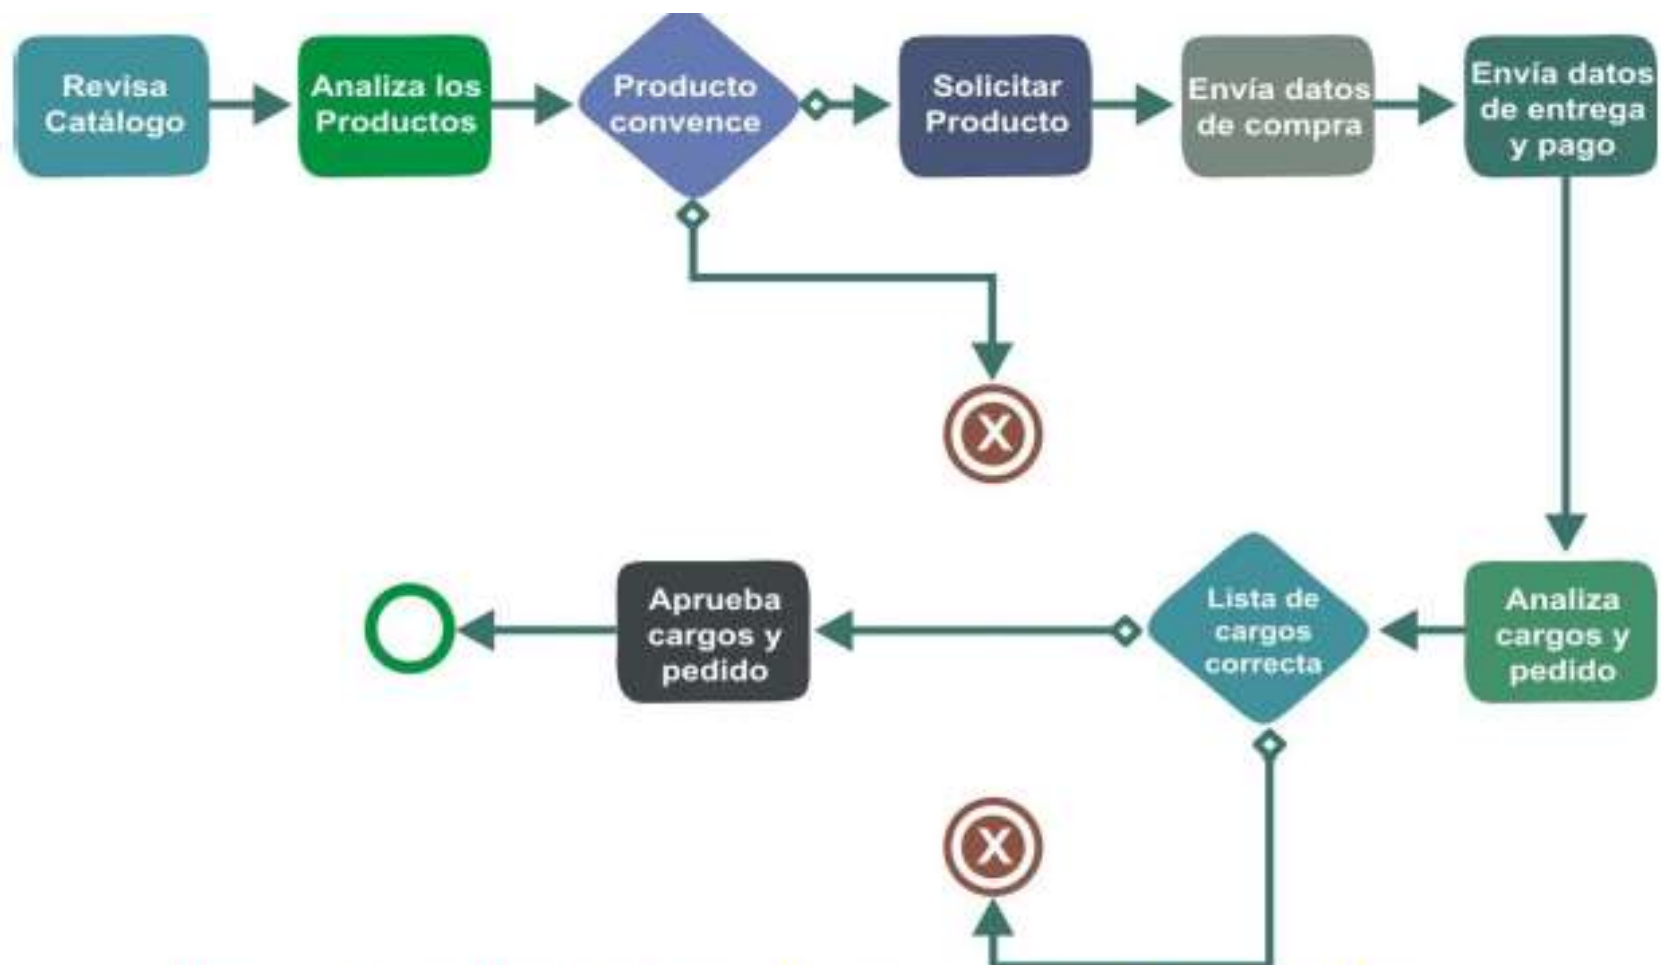 Revisa
Catálogo
Analiza los
Productos
Producto
convence
Solicitar
Producto
Envía datos
de compra
Envía datos
de entrega
y pago
X
Aprueba
cargos y
pedido
Lista de
cargos
correcta
Analiza
cargos y
pedido
X